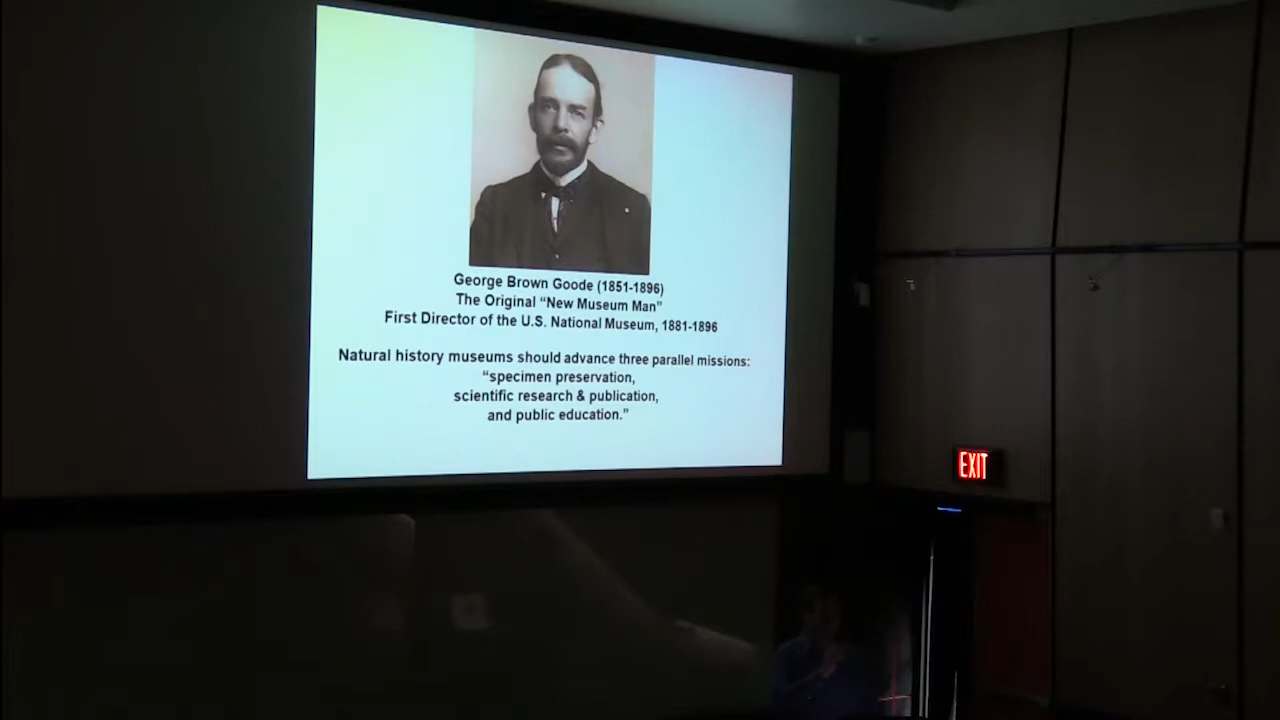 George Brown Goode (1851-1896)
The Original “New Museum Man”
First Director of the U.S. National Museum, 1881-1896
Natural history museums should advance three parallel missions:
“specimen preservation,
scientific research & publication,
and public education.”
EXIT